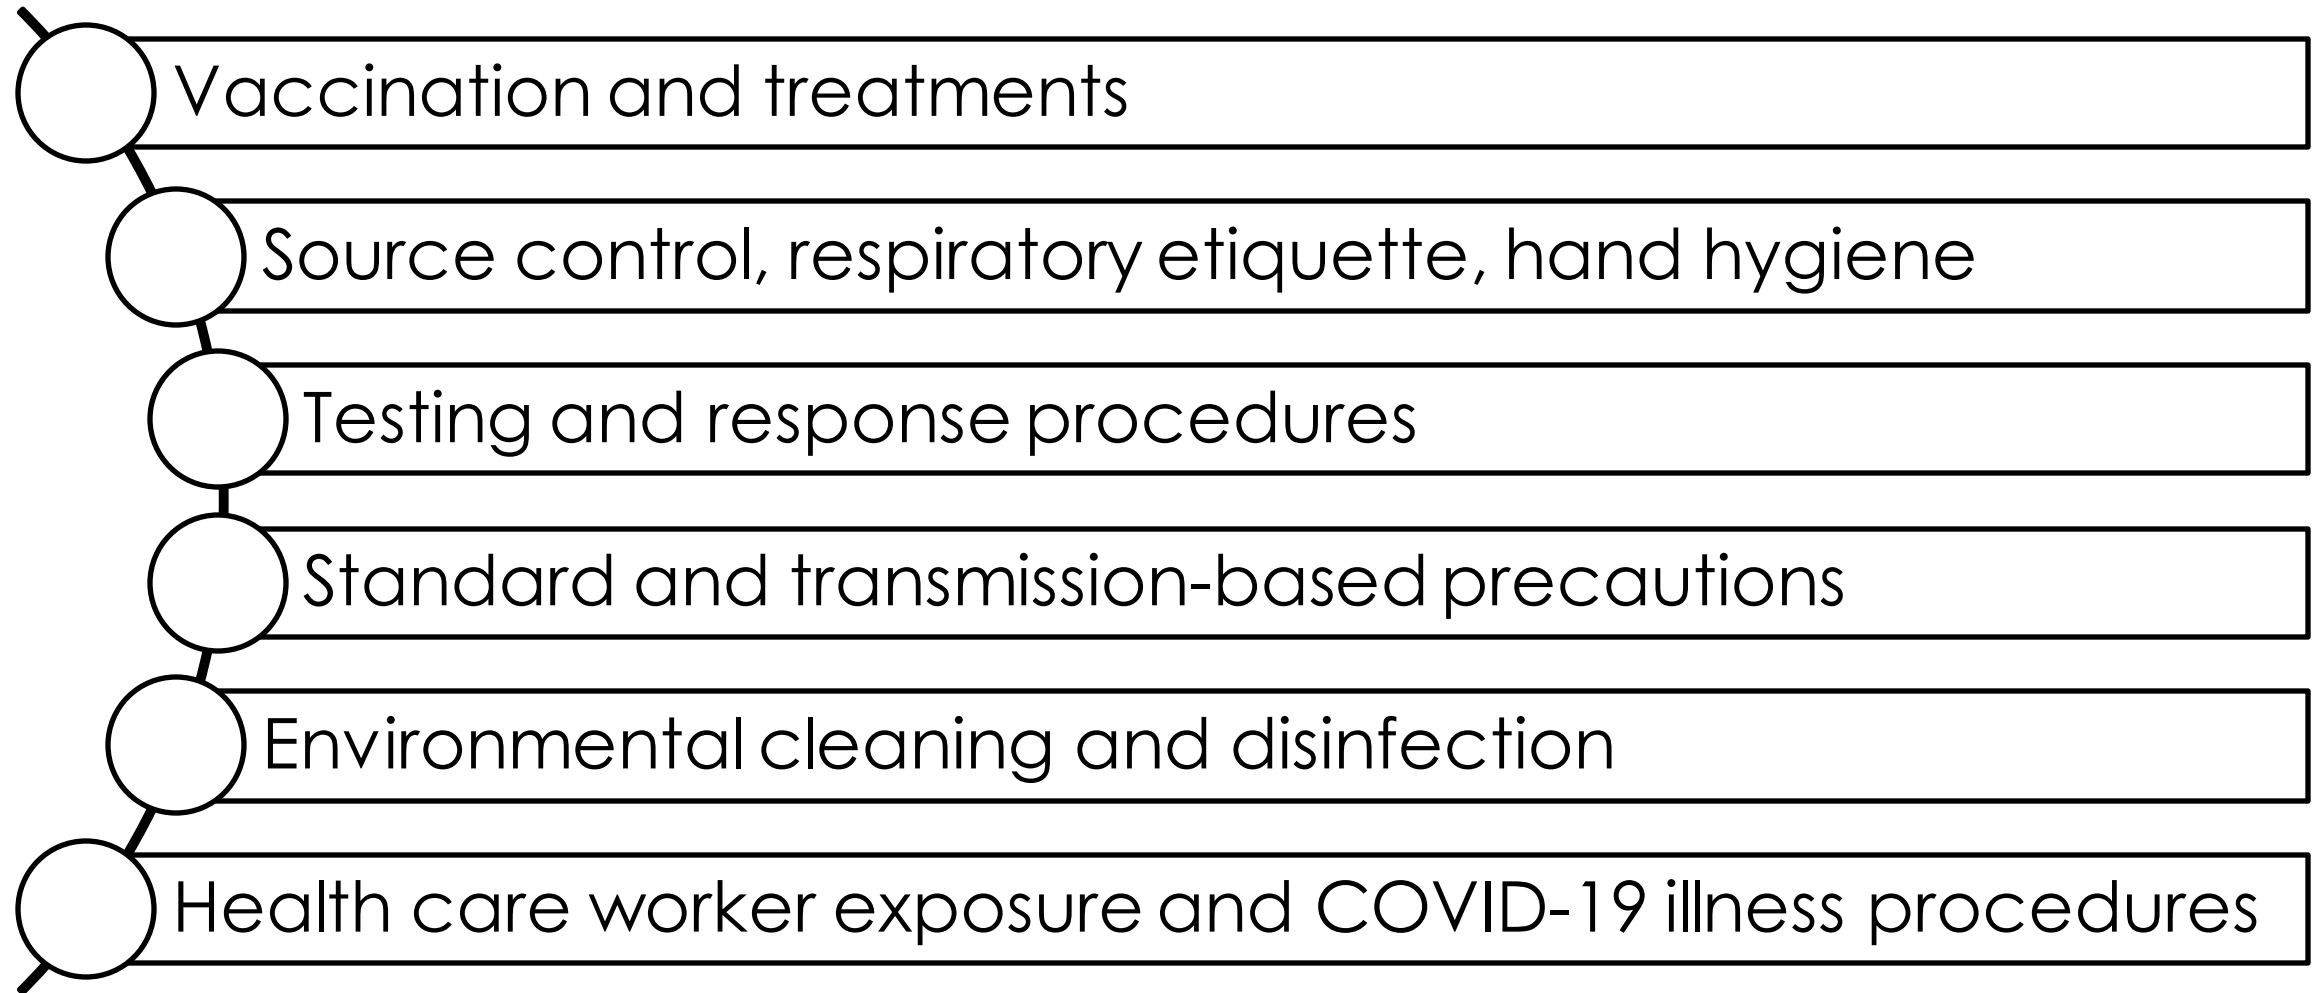 Vaccination and treatments
Source control, respiratory etiquette, hand hygiene
Testing and response procedures
Standard and transmission-based precautions
Environmental cleaning and disinfection
Health care worker exposure and COVID-19 illness procedures